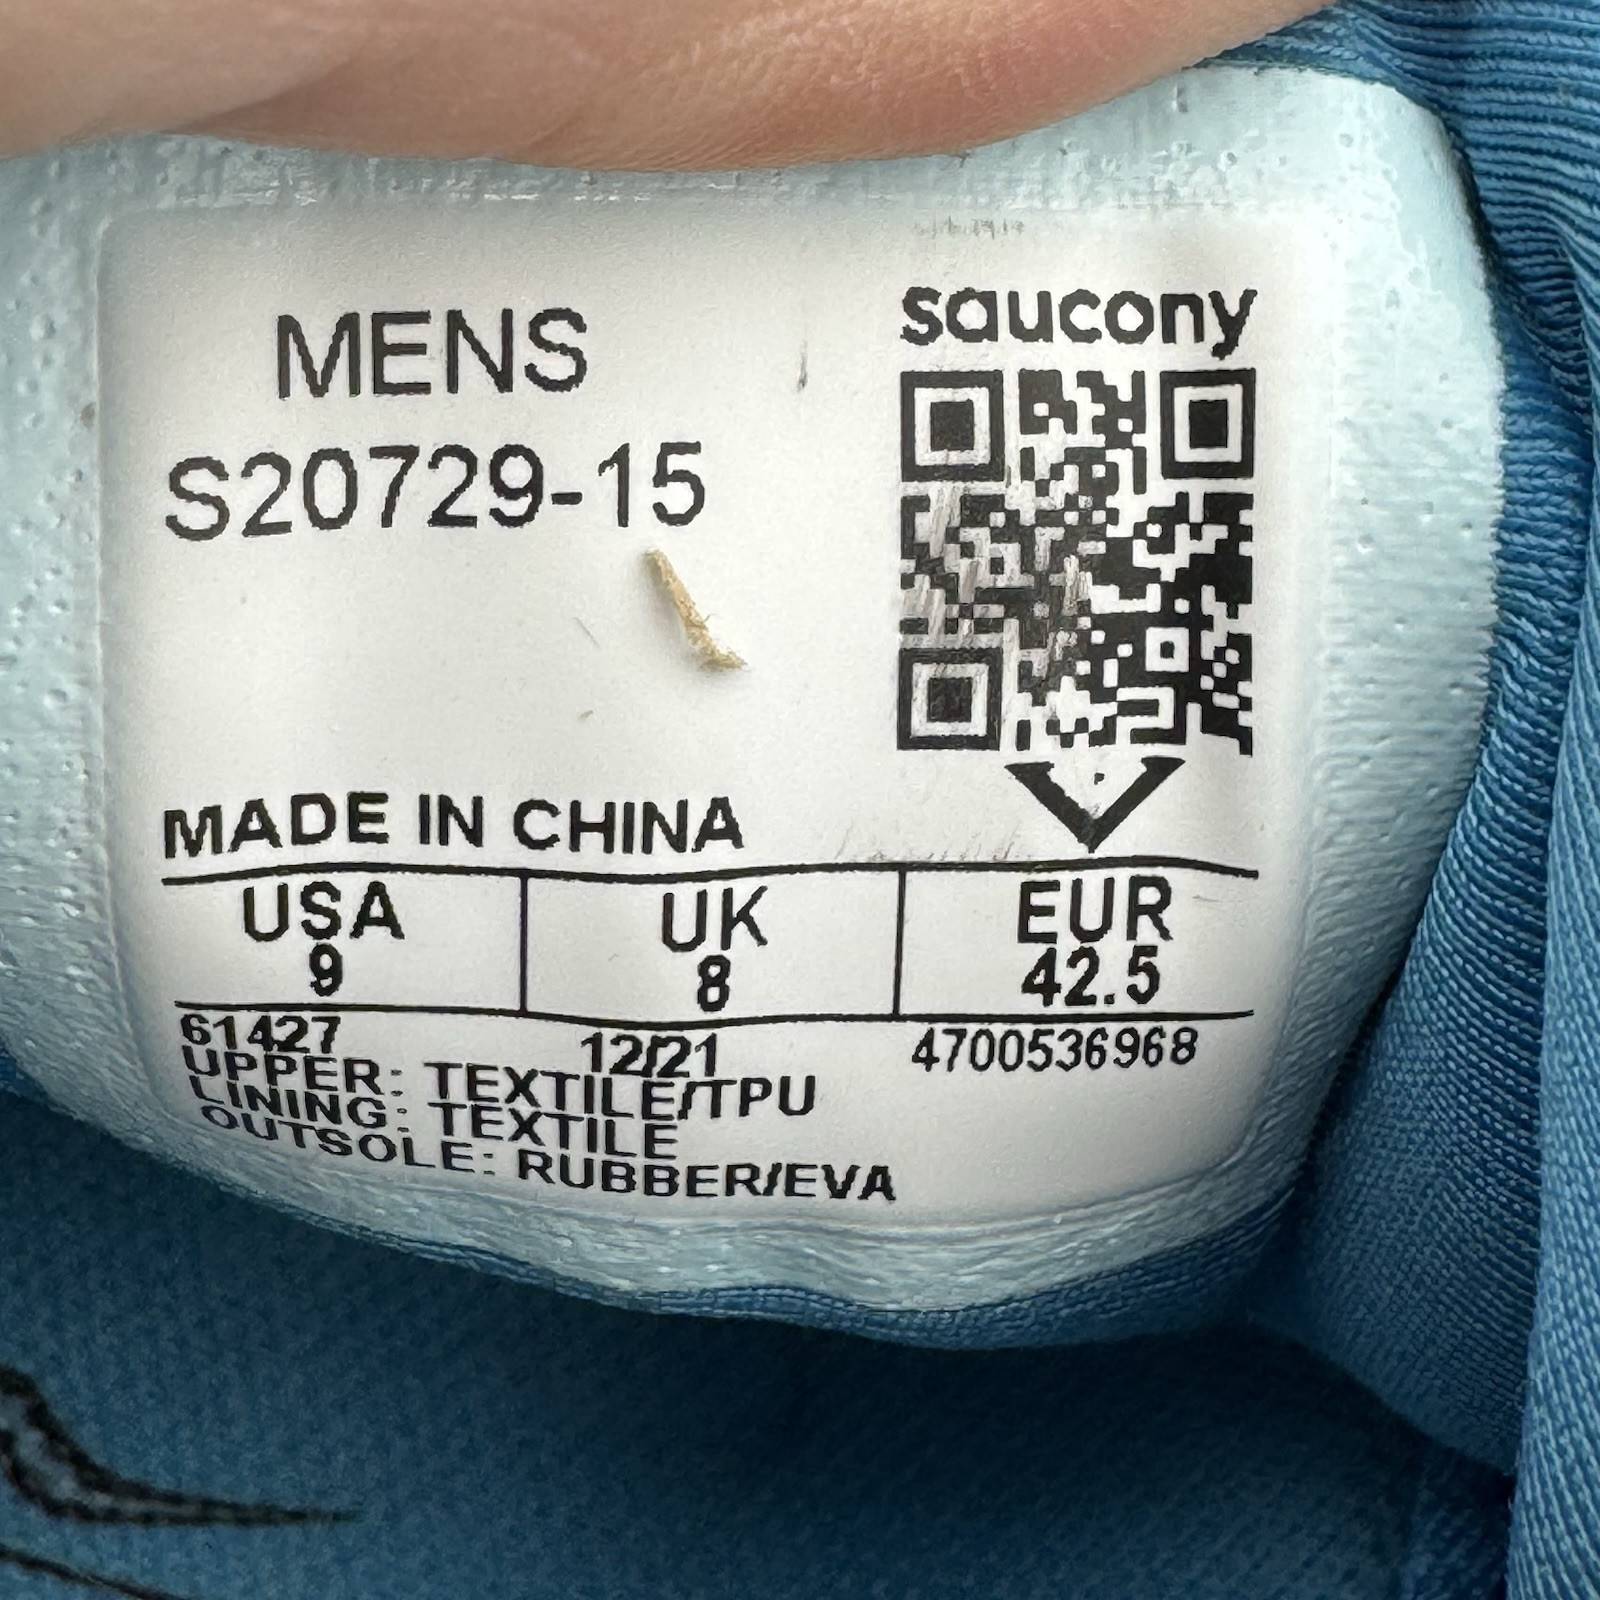 MENS
S20729-15
saucony
MADE IN CHINA
USA UK EUR
9 8 42.5
61427 12/21 4700536968
UPPER: TEXTILE/TPU
LINING: TEXTILE
OUTSOLE: RUBBER/EVA